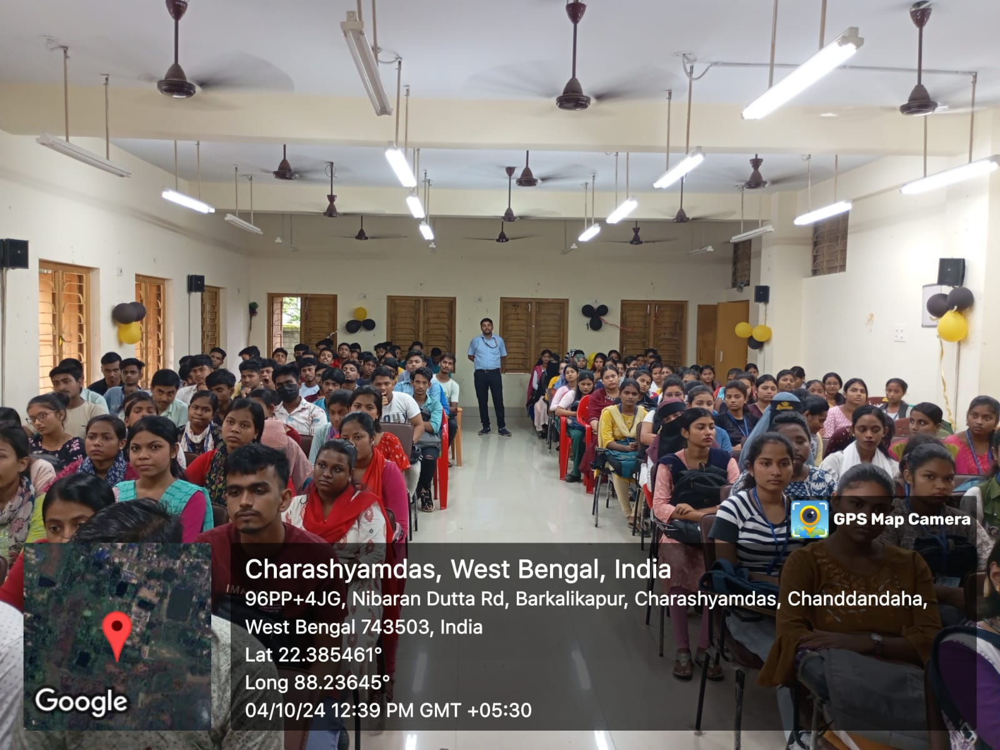 GPS Map Camera
Charashyamdas, West Bengal, India
96PP+4JG, Nibaran Dutta Rd, Barkalikapur, Charashyamdas, Chanddandaha,
West Bengal 743503, India
Lat 22.385461°
Long 88.23645°
04/10/24 12:39 PM GMT +05:30
Google